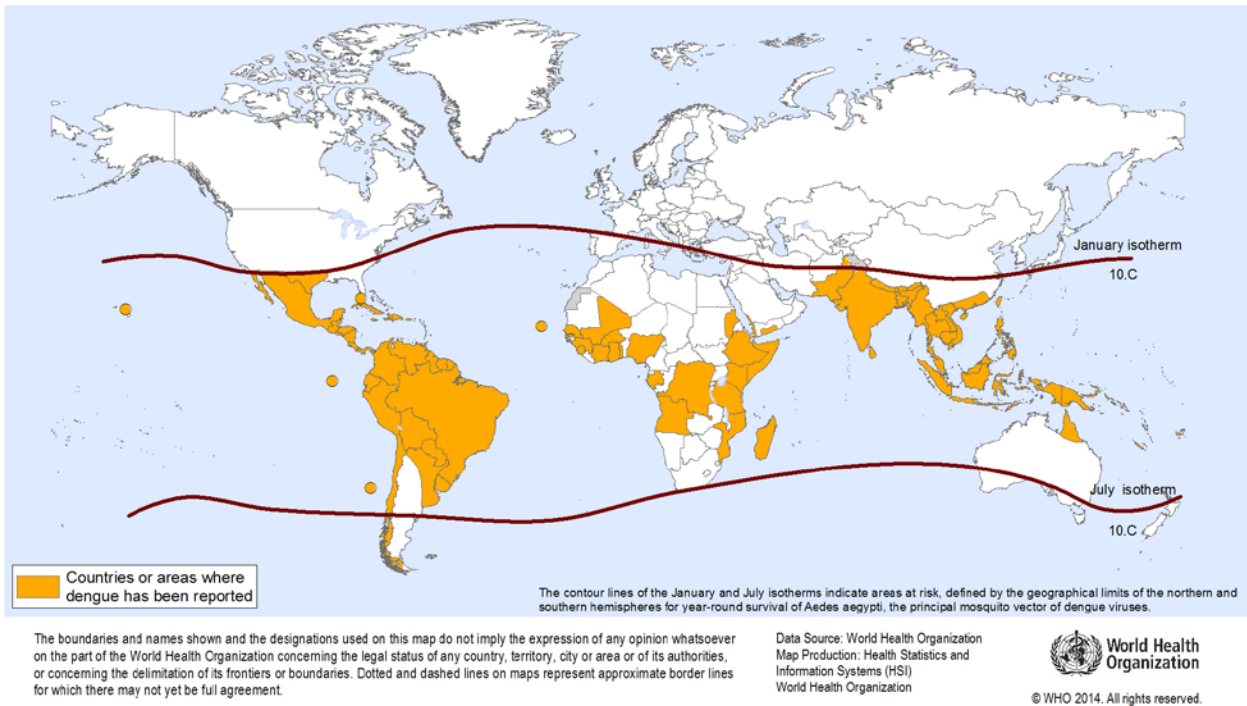 January isotherm
10.C
July isotherm
10.C
Countries or areas where
dengue has been reported
The contour lines of the January and July isotherms indicate areas at risk, defined by the geographical limits of the northern and
southern hemispheres for year-round survival of Aedes aegypti, the principal mosquito vector of dengue viruses.
The boundaries and names shown and the designations used on this map do not imply the expression of any opinion whatsoever
on the part of the World Health Organization concerning the legal status of any country, territory, city or area or of its authorities,
or concerning the delimitation of its frontiers or boundaries. Dotted and dashed lines on maps represent approximate border lines
for which there may not yet be full agreement.
Data Source: World Health Organization
Map Production: Health Statistics and
Information Systems (HSI)
World Health Organization
World Health
Organization
© WHO 2014. All rights reserved.